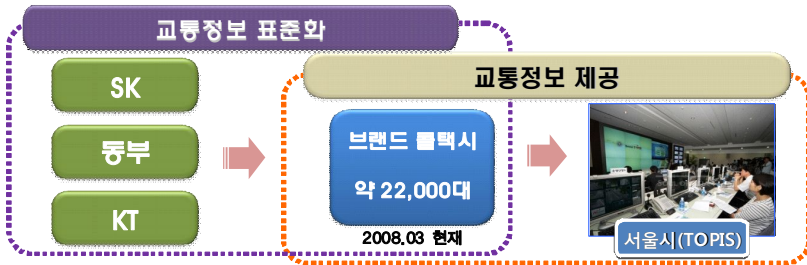 교통정보 표준화
교통정보 제공
SK
동부
KT
브랜드 콜택시
약 22,000대
2008.03 현재
서울시(TOPIS)